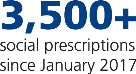 3,500+
social prescriptions
since January 2017